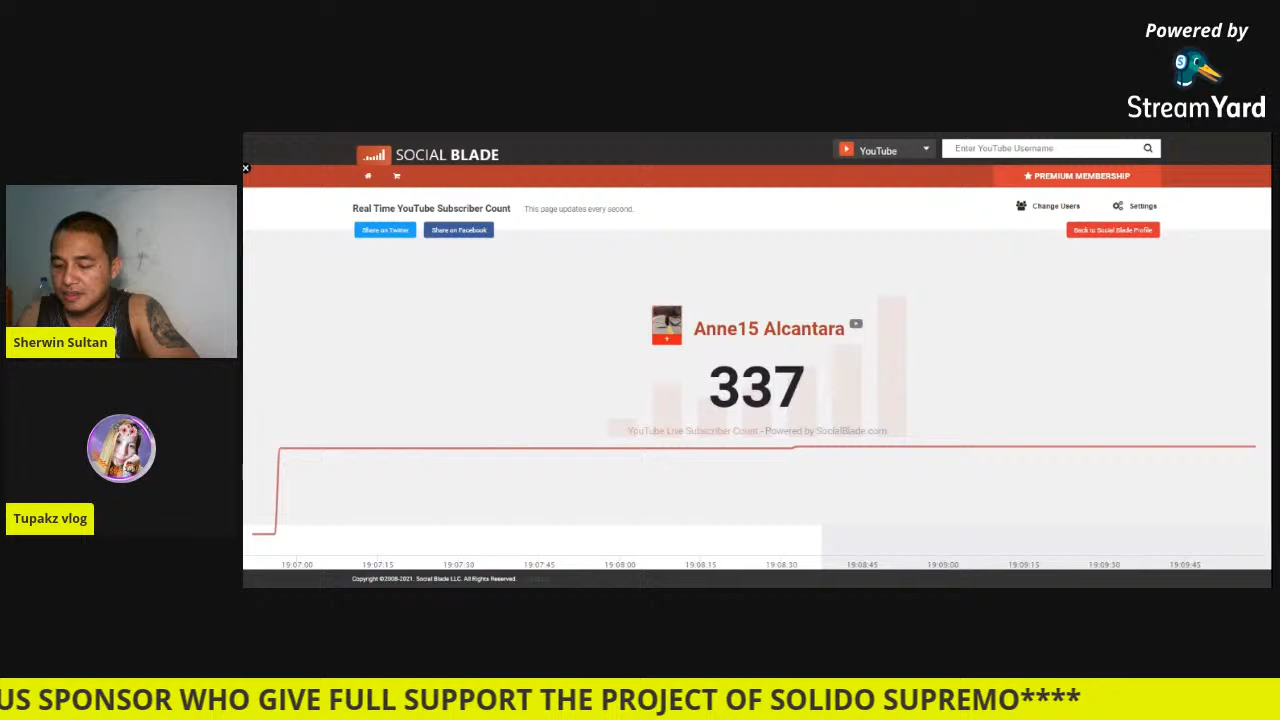 Powered by
StreamYard
SOCIAL BLADE
YouTube
Enter YouTube Username
PREMIUM MEMBERSHIP
Real Time YouTube Subscriber Count
This page updates every second.
Change Users
Settings
Share on Twitter
Share on Facebook
Back to Social Blade Profile
Anne15 Alcantara
337
YouTube Live Subscriber Count - Powered by SocialBlade.com
Sherwin Sultan
Tupakz vlog
19:07:00 19:07:15 19:07:30 19:07:45 19:08:00 19:08:15 19:08:30 19:08:45 19:09:00 19:09:15 19:09:30 19:09:45
Copyright ©2008-2021. Social Blade LLC. All Rights Reserved.
US SPONSOR WHO GIVE FULL SUPPORT THE PROJECT OF SOLIDO SUPREMO****